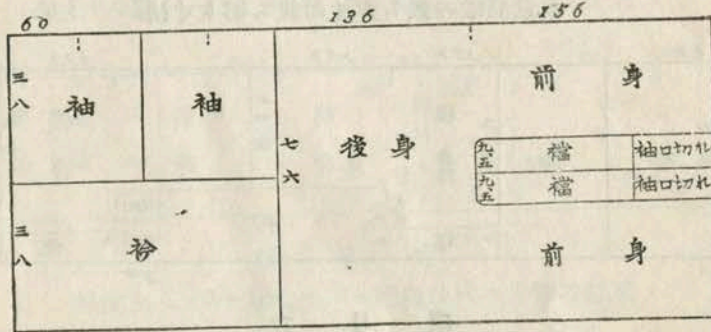 60 136 156
三八 袖 袖
七六 後身
前身
九.五 襠 袖口切れ
九.五 襠 袖口切れ
三八 衿
前身